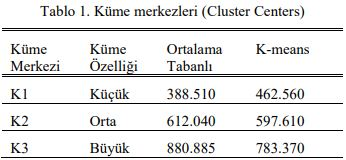 Tablo 1. Küme merkezleri (Cluster Centers)
Küme Küme Ortalama K-means
Merkezi Özelliği Tabanlı
K1 Küçük 388.510 462.560
K2 Orta 612.040 597.610
K3 Büyük 880.885 783.370